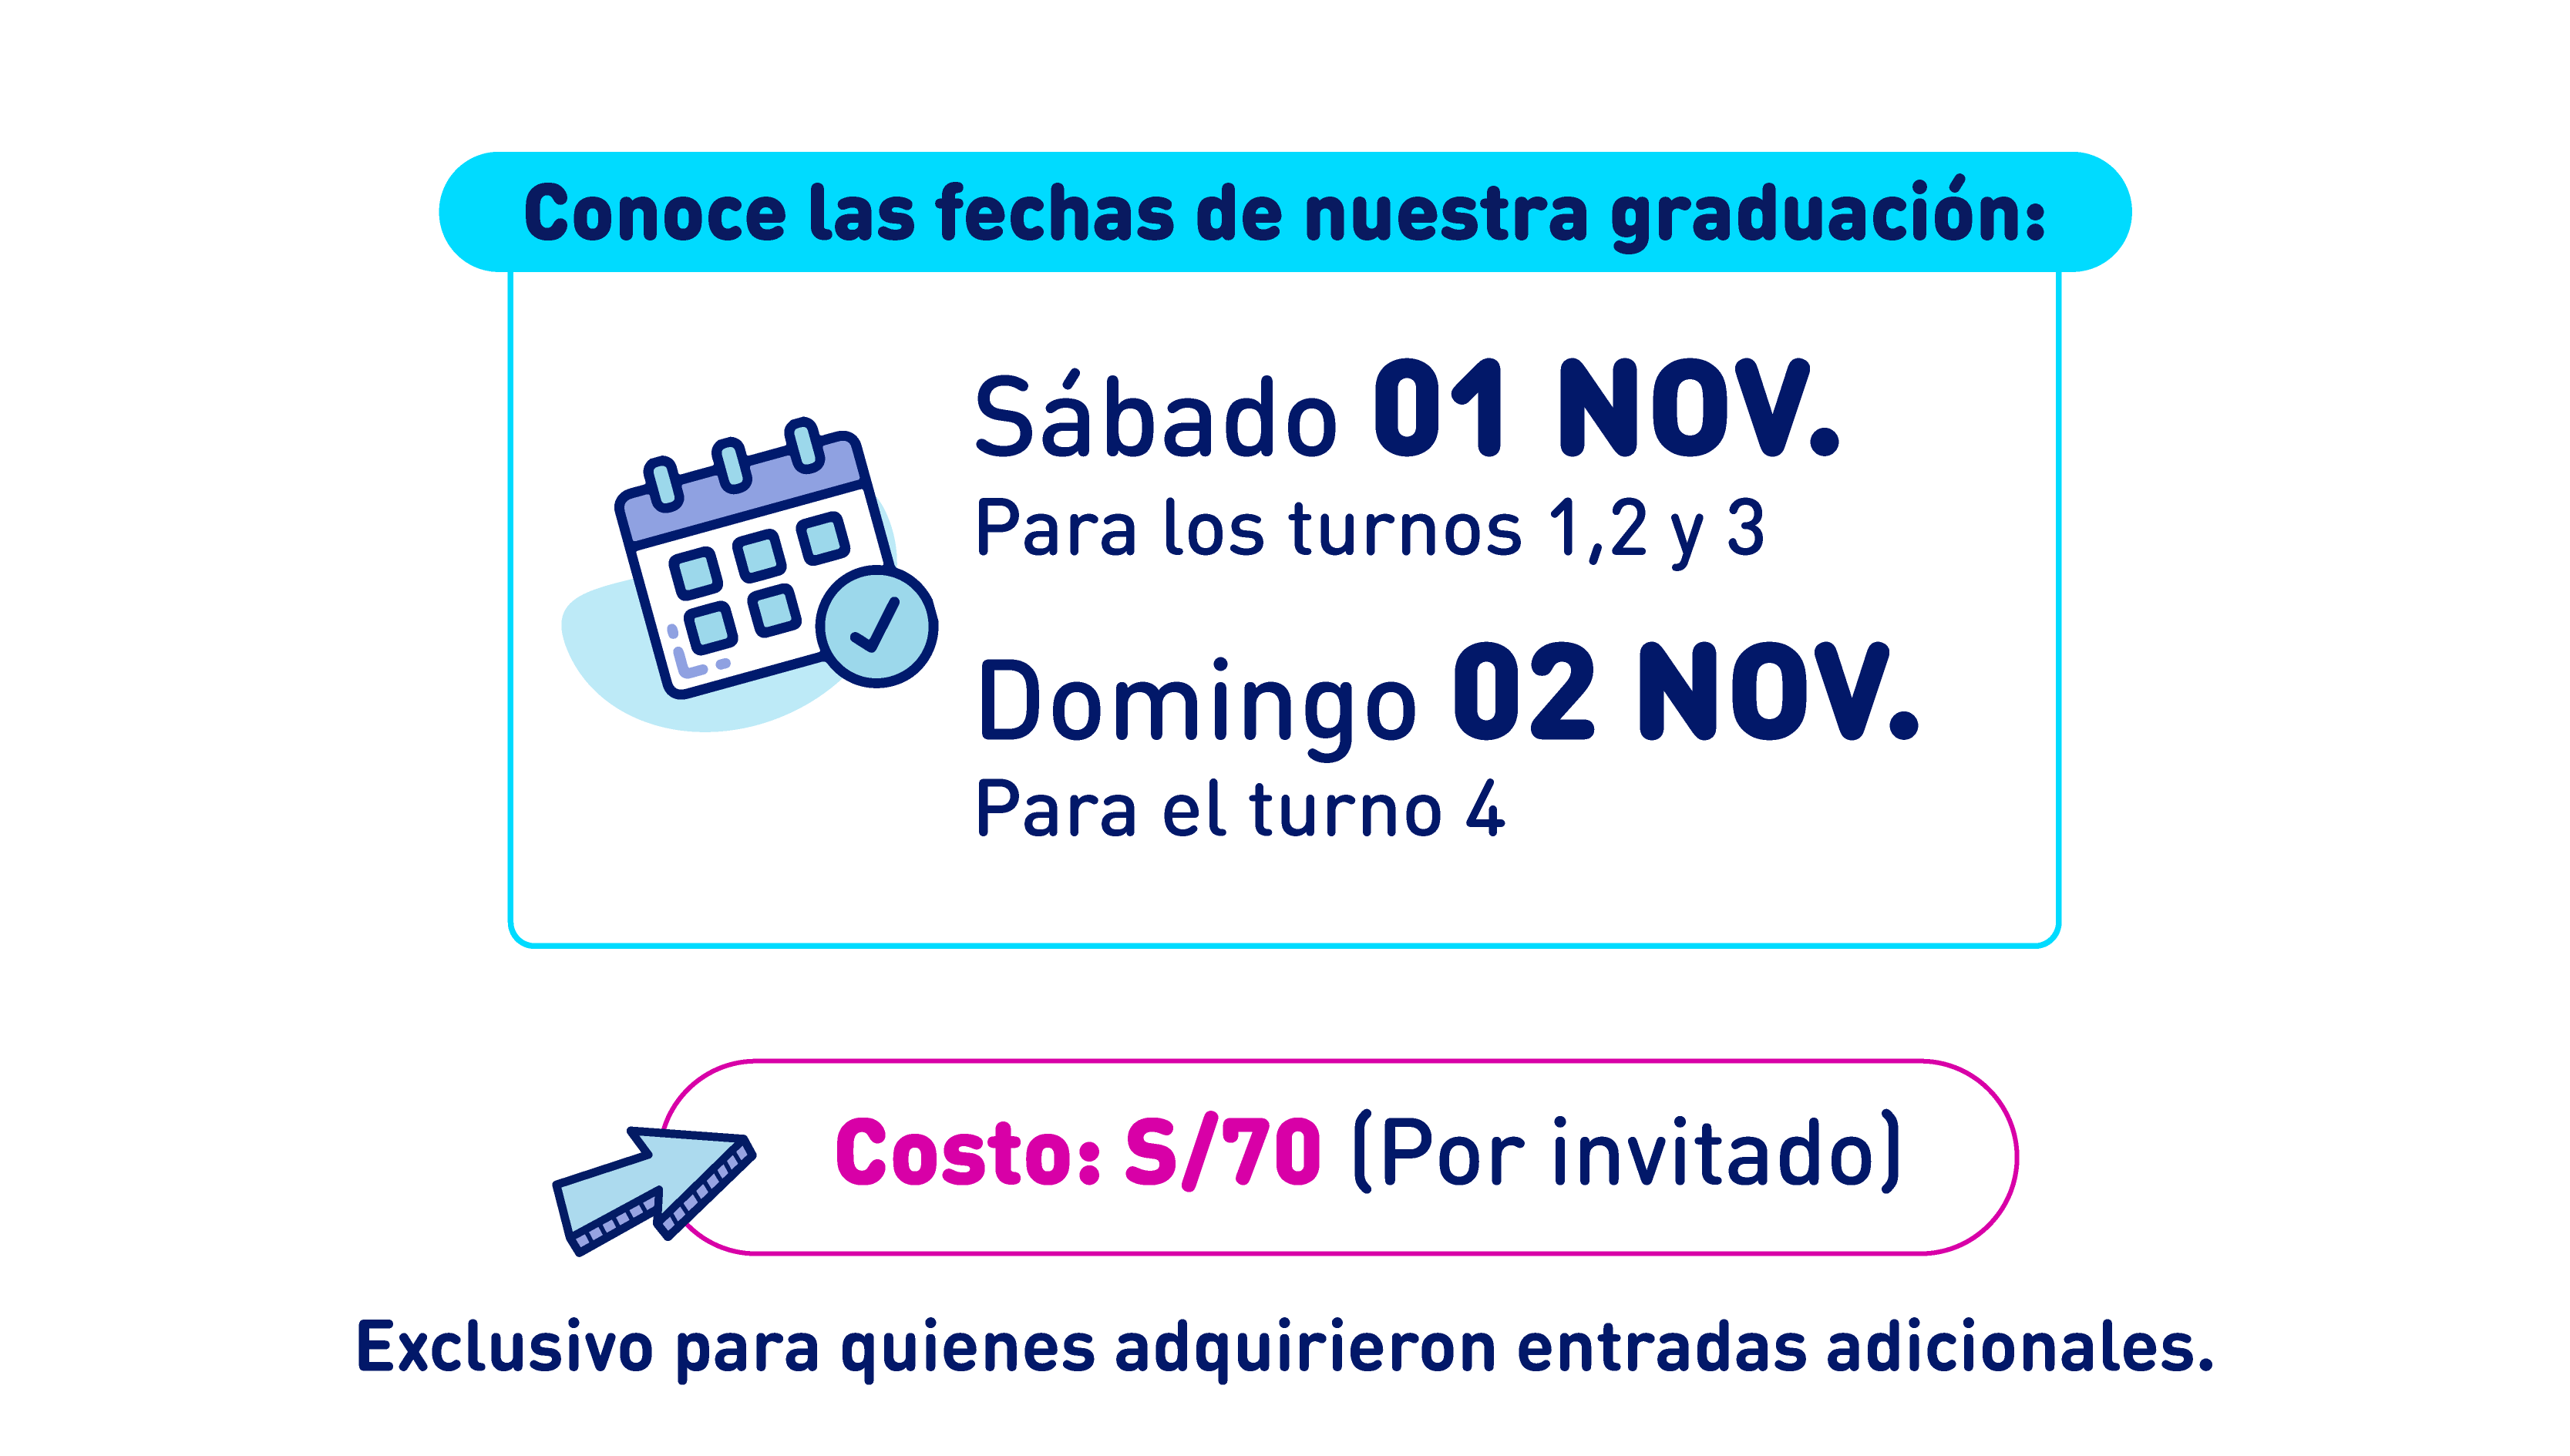 Conoce las fechas de nuestra graduación:
Sábado 01 NOV.
Para los turnos 1,2 y 3
Domingo 02 NOV.
Para el turno 4
Costo: S/70 (Por invitado)
Exclusivo para quienes adquirieron entradas adicionales.